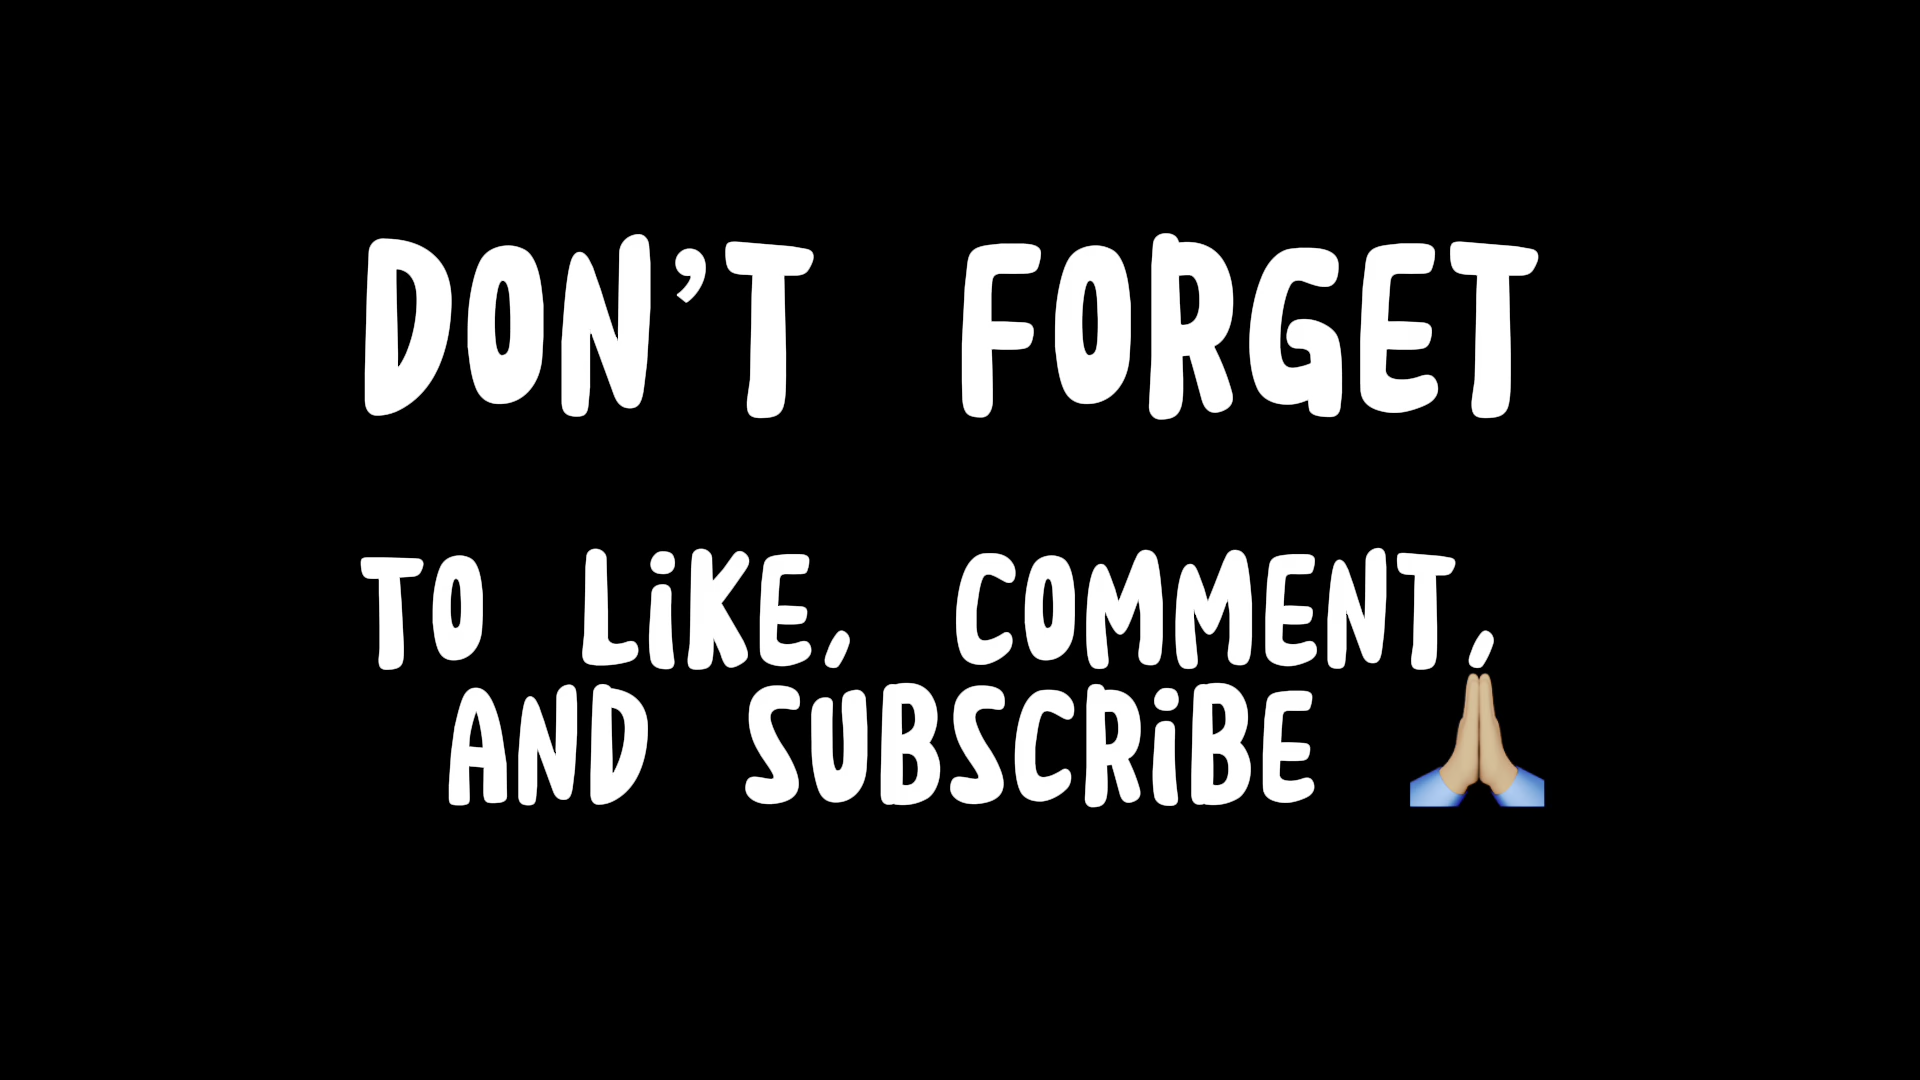 DON'T FORGET
TO LiKE, COMMENT,
AND SUBSCRiBE 🙏🏼